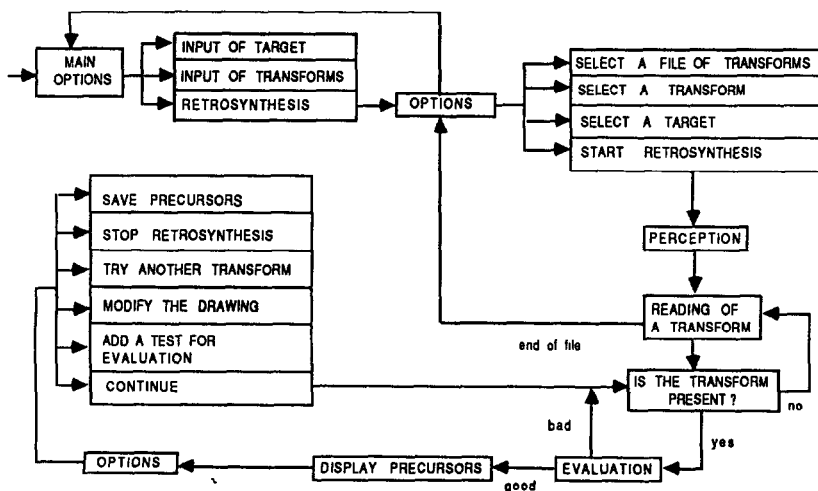 MAIN
OPTIONS
INPUT OF TARGET
INPUT OF TRANSFORMS
RETROSYNTHESIS
OPTIONS
SELECT A FILE OF TRANSFORMS
SELECT A TRANSFORM
SELECT A TARGET
START RETROSYNTHESIS
PERCEPTION
READING OF
A TRANSFORM
end of file
IS THE TRANSFORM
PRESENT ?
no
yes
bad
EVALUATION
good
DISPLAY PRECURSORS
OPTIONS
SAVE PRECURSORS
STOP RETROSYNTHESIS
TRY ANOTHER TRANSFORM
MODIFY THE DRAWING
ADD A TEST FOR
EVALUATION
CONTINUE